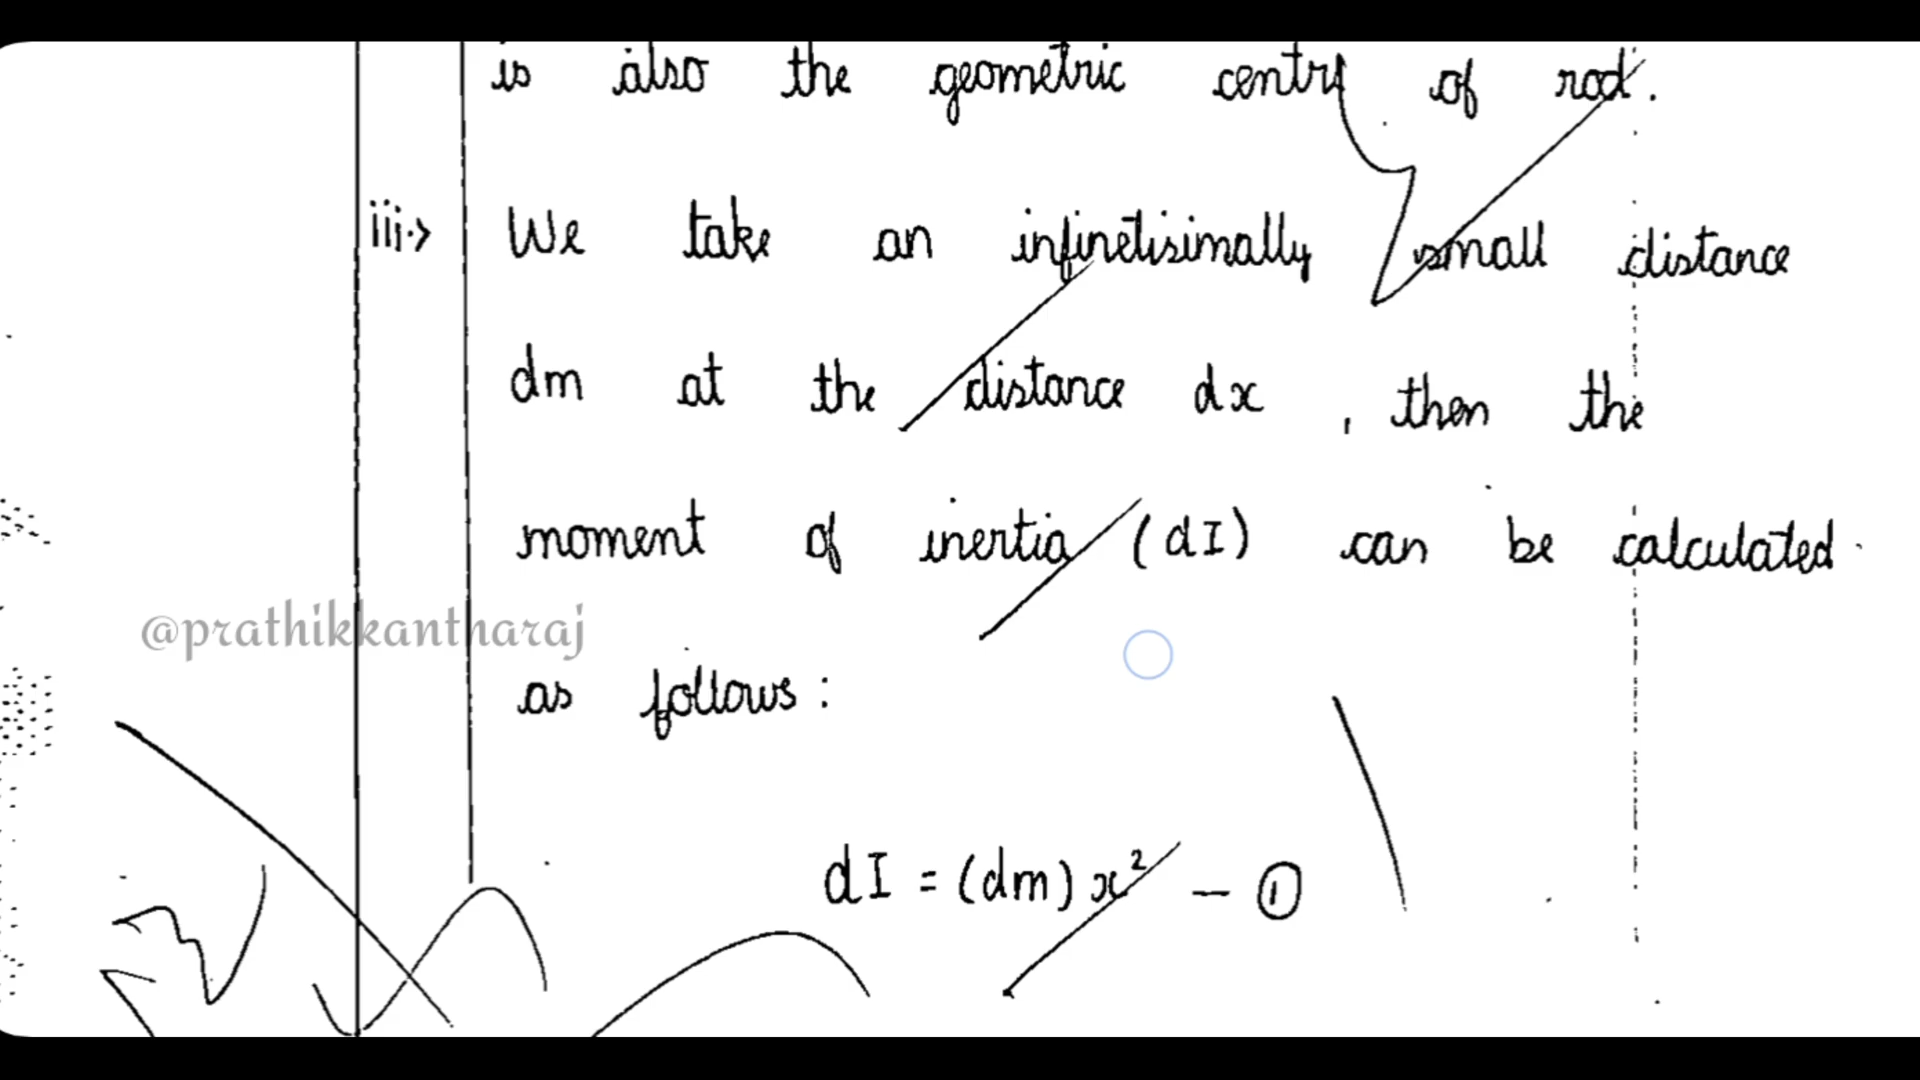 is also the geometric centre of rod.
iii.> We take an infinetisimally small distance
dm at the distance dx , then the
moment of inertia (dI) can be calculated
@prathikkantharaj
as follows:
dI = (dm) x² - ①